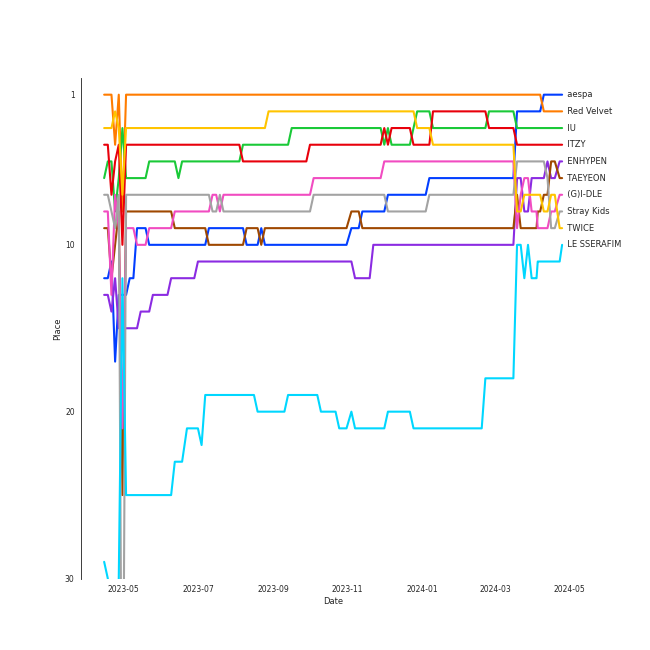 1
10
20
30
Place
2023-05
2023-07
2023-09
2023-11
2024-01
2024-03
2024-05
Date
aespa
Red Velvet
IU
ITZY
ENHYPEN
TAEYEON
(G)I-DLE
Stray Kids
TWICE
LE SSERAFIM